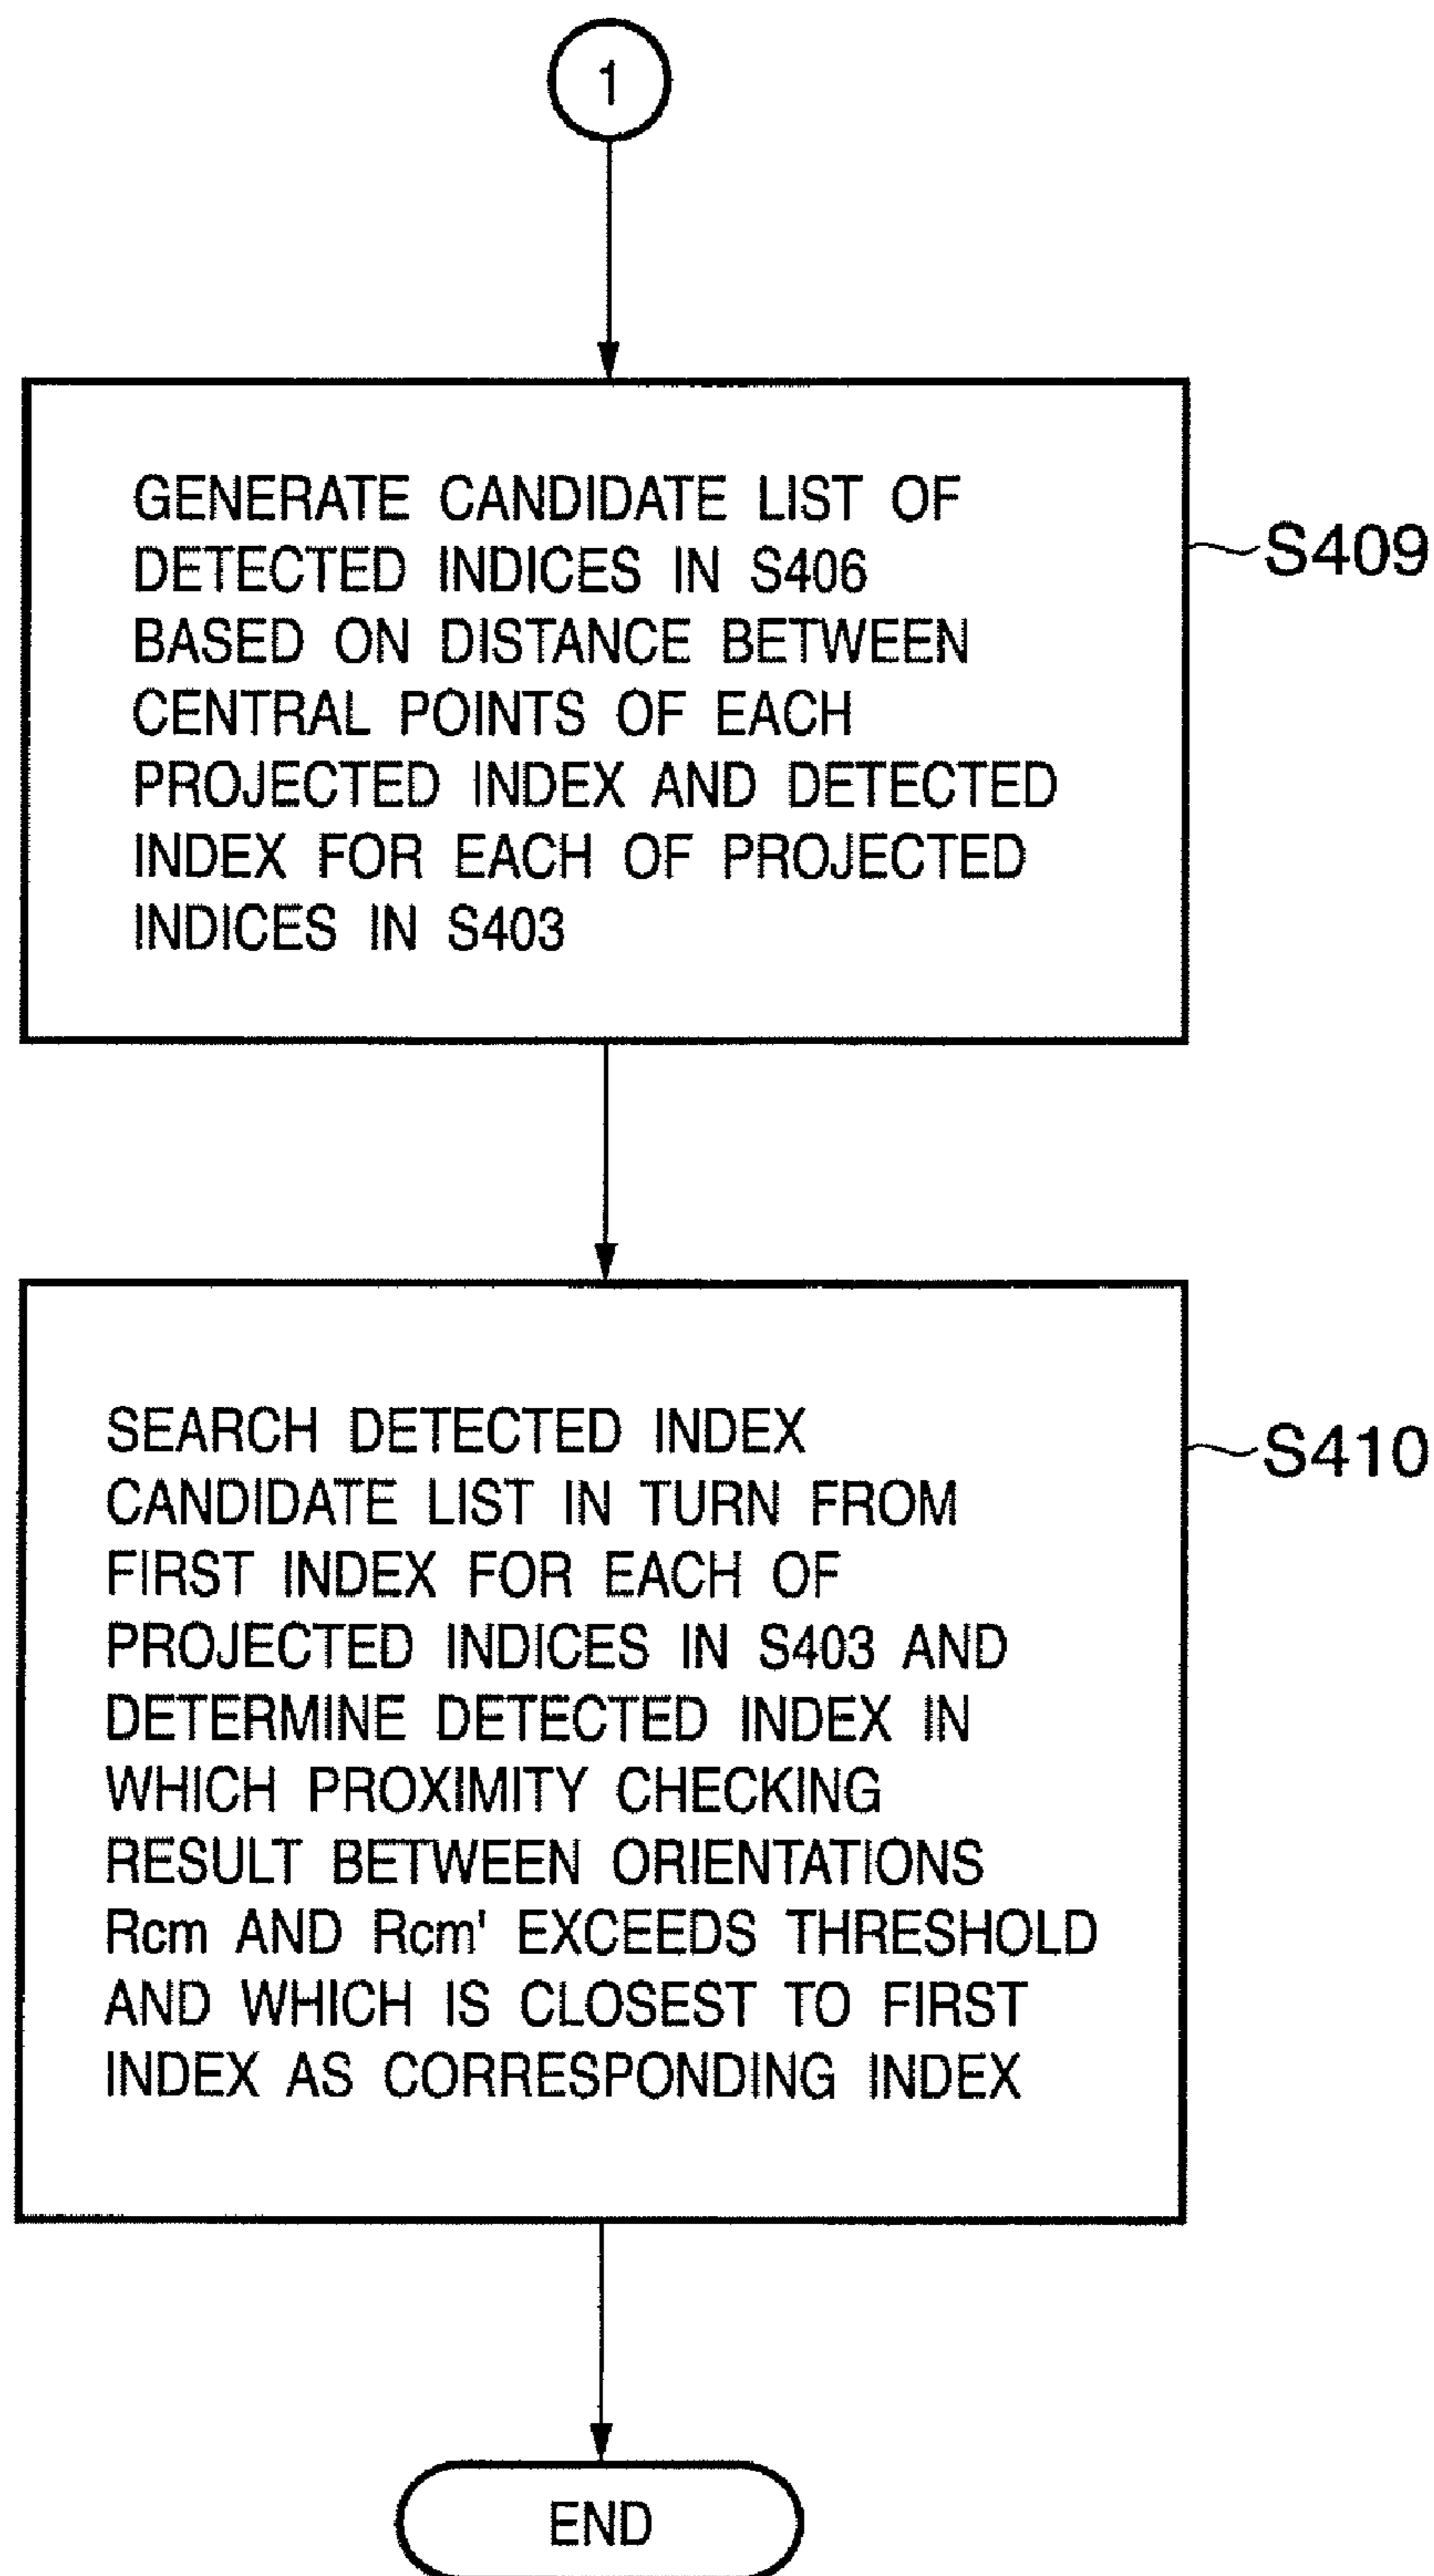 1
GENERATE CANDIDATE LIST OF
DETECTED INDICES IN S406
BASED ON DISTANCE BETWEEN
CENTRAL POINTS OF EACH
PROJECTED INDEX AND DETECTED
INDEX FOR EACH OF PROJECTED
INDICES IN S403
S409
SEARCH DETECTED INDEX
CANDIDATE LIST IN TURN FROM
FIRST INDEX FOR EACH OF
PROJECTED INDICES IN S403 AND
DETERMINE DETECTED INDEX IN
WHICH PROXIMITY CHECKING
RESULT BETWEEN ORIENTATIONS
Rcm AND Rcm' EXCEEDS THRESHOLD
AND WHICH IS CLOSEST TO FIRST
INDEX AS CORRESPONDING INDEX
S410
END